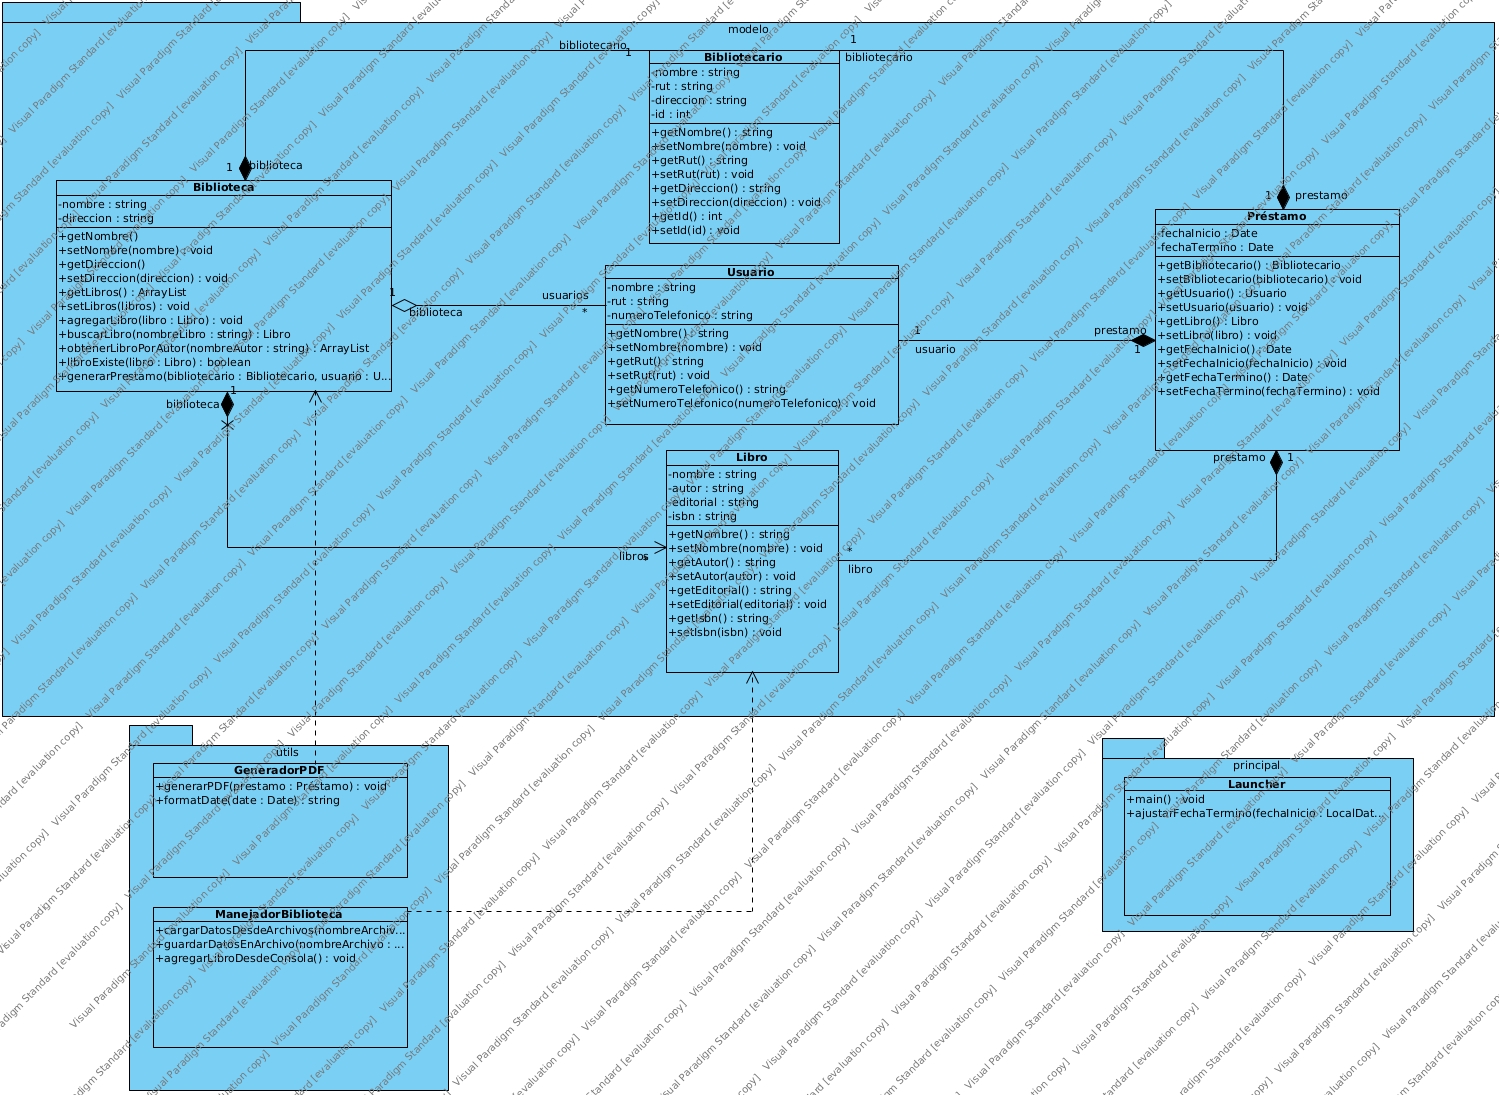 modelo
bibliotecario
1
1
bibliotecario
Bibliotecario
-nombre : string
-rut : string
-direccion : string
-id : int
+getNombre() : string
+setNombre(nombre) : void
+getRut() : string
+setRut(rut) : void
+getDireccion() : string
+setDireccion(direccion) : void
+getId() : int
+setId(id) : void
1
biblioteca
Biblioteca
-nombre : string
-direccion : string
+getNombre()
+setNombre(nombre) : void
+getDireccion()
+setDireccion(direccion) : void
+getLibros() : ArrayList
+setLibros(libros) : void
+agregarLibro(libro : Libro) : void
+buscarLibro(nombreLibro : string) : Libro
+obtenerLibroPorAutor(nombreAutor : string) : ArrayList
+libroExiste(libro : Libro) : boolean
+generarPrestamo(bibliotecario : Bibliotecario, usuario : U...
1
biblioteca
usuarios
*
Usuario
-nombre : string
-rut : string
-numeroTelefonico : string
+getNombre() : string
+setNombre(nombre) : void
+getRut() : string
+setRut(rut) : void
+getNumeroTelefonico() : string
+setNumeroTelefonico(numeroTelefonico) : void
1
usuario
prestamo
1
1
prestamo
Préstamo
-fechaInicio : Date
-fechaTermino : Date
+getBibliotecario() : Bibliotecario
+setBibliotecario(bibliotecario) : void
+getUsuario() : Usuario
+setUsuario(usuario) : void
+getLibro() : Libro
+setLibro(libro) : void
+getFechaInicio() : Date
+setFechaInicio(fechaInicio) : void
+getFechaTermino() : Date
+setFechaTermino(fechaTermino) : void
1
biblioteca
libros
*
Libro
-nombre : string
-autor : string
-editorial : string
-isbn : string
+getNombre() : string
+setNombre(nombre) : void
+getAutor() : string
+setAutor(autor) : void
+getEditorial() : string
+setEditorial(editorial) : void
+getIsbn() : string
+setIsbn(isbn) : void
*
libro
prestamo
1
utils
GeneradorPDF
+generarPDF(prestamo : Préstamo) : void
+formatDate(date : Date) : string
ManejadorBiblioteca
+cargarDatosDesdeArchivos(nombreArchiv...
+guardarDatosEnArchivo(nombreArchivo : ...
+agregarLibroDesdeConsola() : void
principal
Launcher
+main() : void
+ajustarFechaTermino(fechaInicio : LocalDat...
Visual Paradigm Standard [evaluation copy]